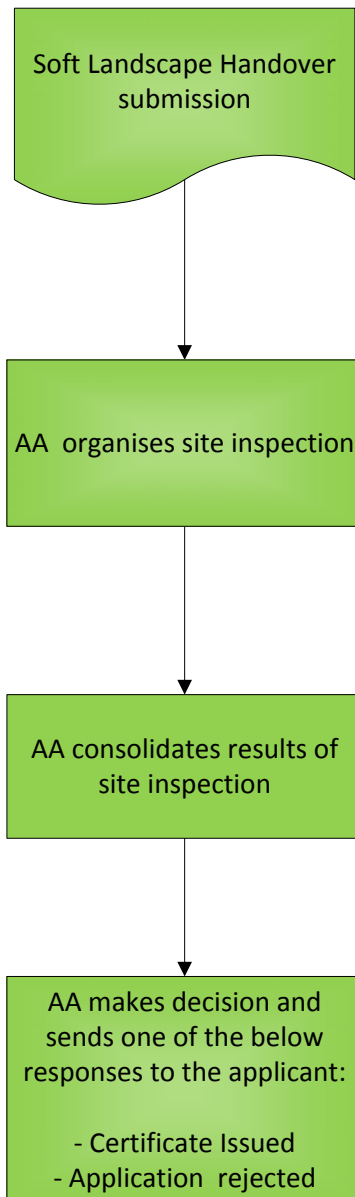 Soft Landscape Handover
submission
AA  organises site inspection
AA consolidates results of
site inspection
AA makes decision and
sends one of the below
responses to the applicant:
- Certificate Issued
- Application  rejected